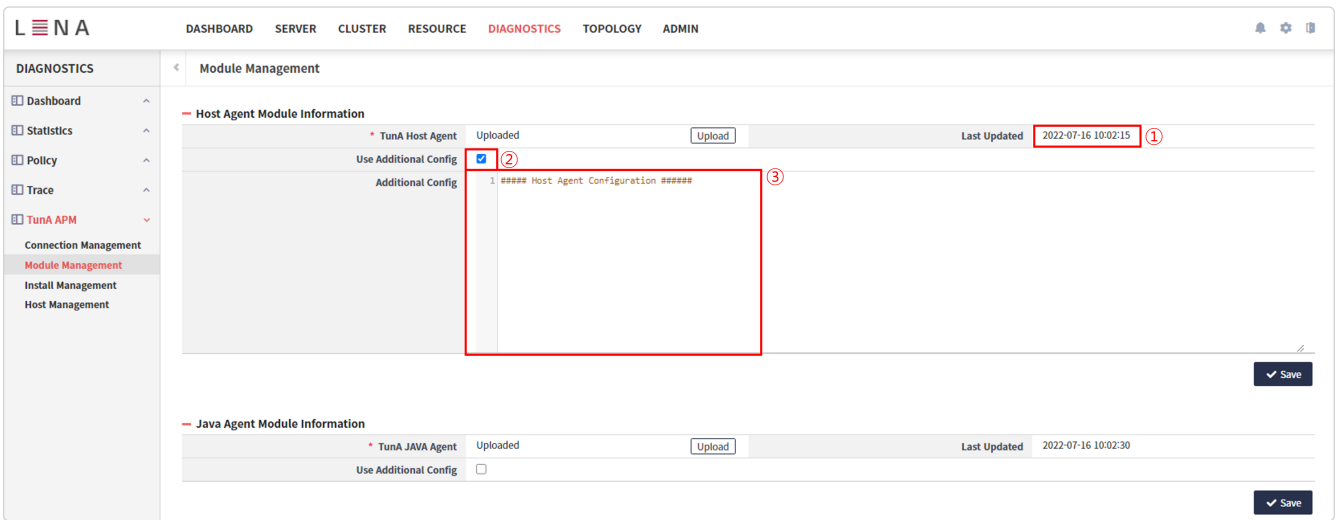 LENA
DASHBOARD SERVER CLUSTER RESOURCE DIAGNOSTICS TOPOLOGY ADMIN
DIAGNOSTICS
Dashboard
Statistics
Policy
Trace
TunA APM
Connection Management
Module Management
Install Management
Host Management
Module Management
Host Agent Module Information
* TunA Host Agent Uploaded Upload Last Updated 2022-07-16 10:02:15 ①
Use Additional Config ②
Additional Config 1 ##### Host Agent Configuration ###### ③
Save
Java Agent Module Information
* TunA JAVA Agent Uploaded Upload Last Updated 2022-07-16 10:02:30
Use Additional Config
Save